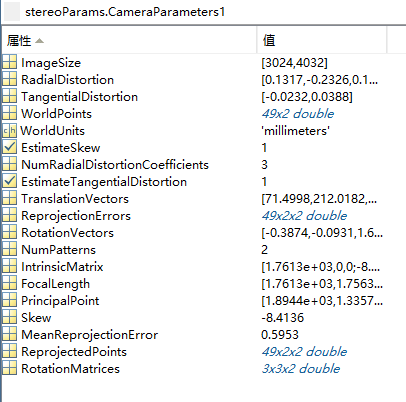 stereoParams.CameraParameters1
属性 值
ImageSize [3024,4032]
RadialDistortion [0.1317,-0.2326,0.1...
TangentialDistortion [-0.0232,0.0388]
WorldPoints 49x2 double
WorldUnits 'millimeters'
EstimateSkew 1
NumRadialDistortionCoefficients 3
EstimateTangentialDistortion 1
TranslationVectors [71.4998,212.0182,...
ReprojectionErrors 49x2x2 double
RotationVectors [-0.3874,-0.0931,1.6...
NumPatterns 2
IntrinsicMatrix [1.7613e+03,0,0;-8....
FocalLength [1.7613e+03,1.7563...
PrincipalPoint [1.8944e+03,1.3357...
Skew -8.4136
MeanReprojectionError 0.5953
ReprojectedPoints 49x2x2 double
RotationMatrices 3x3x2 double